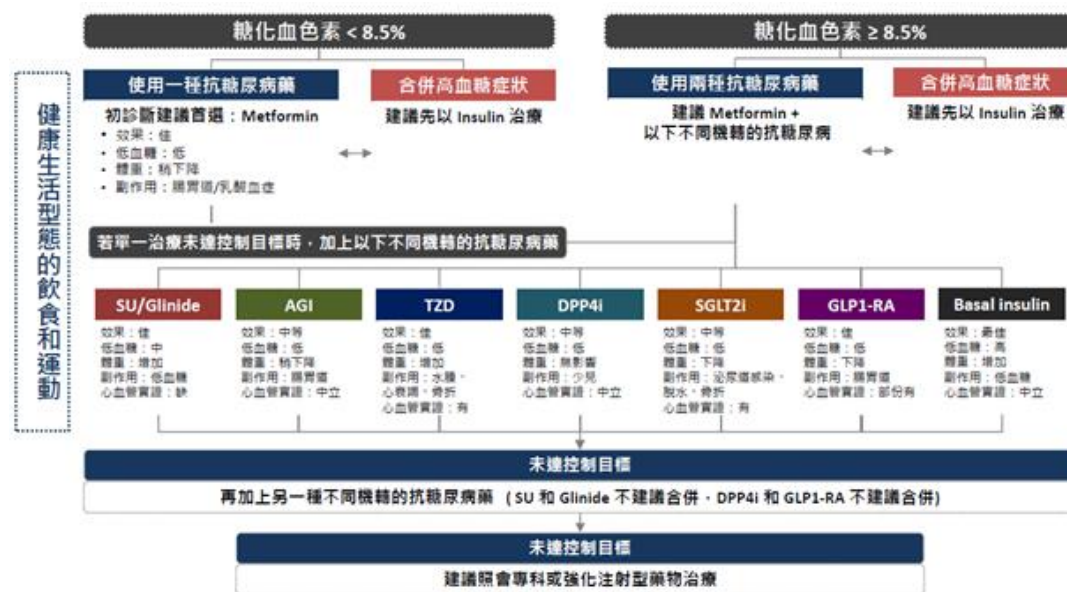 糖化血色素 < 8.5%
糖化血色素 ≥ 8.5%
健康生活型態的飲食和運動
使用一種抗糖尿病藥
合併高血糖症狀
使用兩種抗糖尿病藥
合併高血糖症狀
初診斷建議首選：Metformin
• 效果：佳
• 低血糖：低
• 體重：稍下降
• 副作用：腸胃道/乳酸血症
建議先以 Insulin 治療
建議 Metformin +
以下不同機轉的抗糖尿病
建議先以 Insulin 治療
若單一治療未達控制目標時，加上以下不同機轉的抗糖尿病藥
SU/Glinide
效果：佳
低血糖：中
體重：增加
副作用：低血糖
心血管實證：缺
AGI
效果：中等
低血糖：低
體重：稍下降
副作用：腸胃道
心血管實證：中立
TZD
效果：佳
低血糖：低
體重：增加
副作用：水腫、
心衰竭、骨折
心血管實證：有
DPP4i
效果：中等
低血糖：低
體重：無影響
副作用：少見
心血管實證：中立
SGLT2i
效果：中等
低血糖：低
體重：下降
副作用：泌尿道感染、
脫水、骨折
心血管實證：有
GLP1-RA
效果：佳
低血糖：低
體重：下降
副作用：腸胃道
心血管實證：部份有
Basal insulin
效果：最佳
低血糖：高
體重：增加
副作用：低血糖
心血管實證：中立
未達控制目標
再加上另一種不同機轉的抗糖尿病藥 （SU 和 Glinide 不建議合併、DPP4i 和 GLP1-RA 不建議合併）
未達控制目標
建議照會專科或強化注射型藥物治療